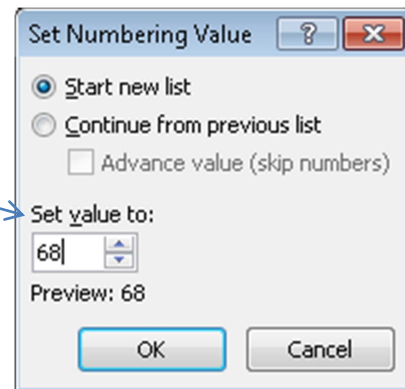 Set Numbering Value
Start new list
Continue from previous list
Advance value (skip numbers)
Set value to:
68
Preview: 68
OK Cancel